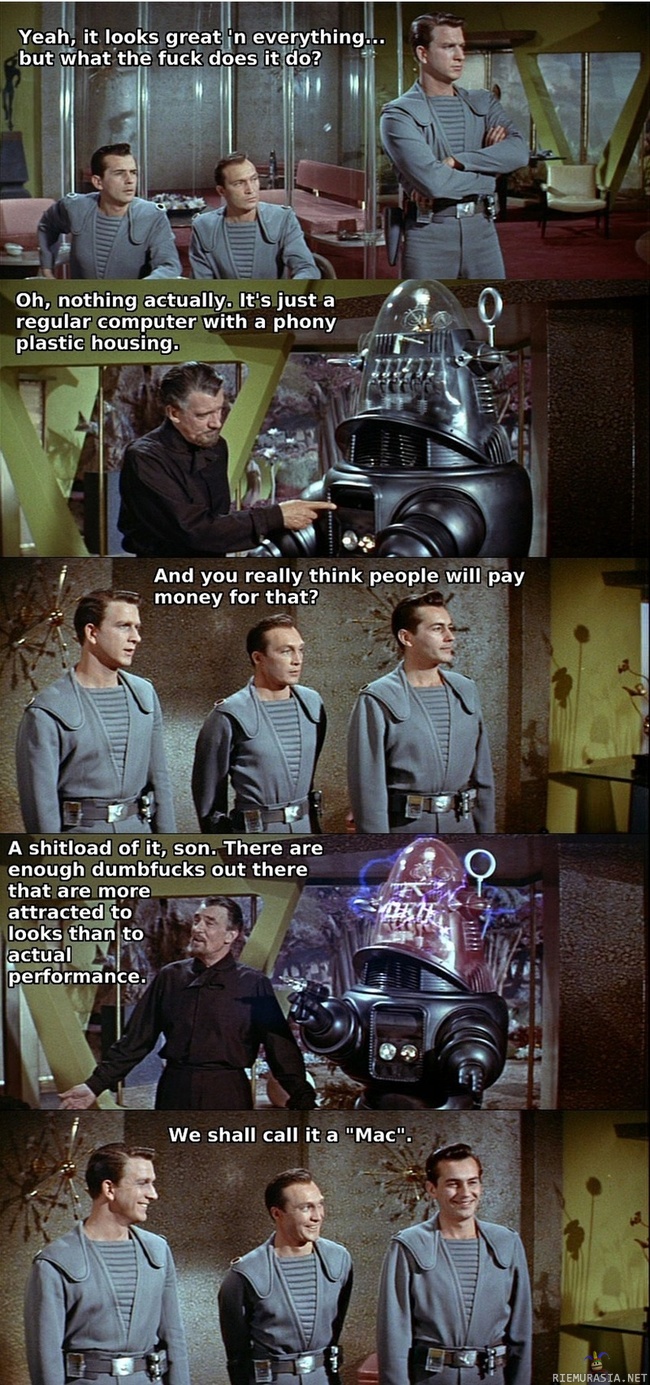 Yeah, it looks great 'n everything...
but what the fuck does it do?
Oh, nothing actually. It's just a
regular computer with a phony
plastic housing.
And you really think people will pay
money for that?
A shitload of it, son. There are
enough dumbfucks out there
that are more
attracted to
looks than to
actual
performance.
We shall call it a "Mac".
RIEMURASIA.NET